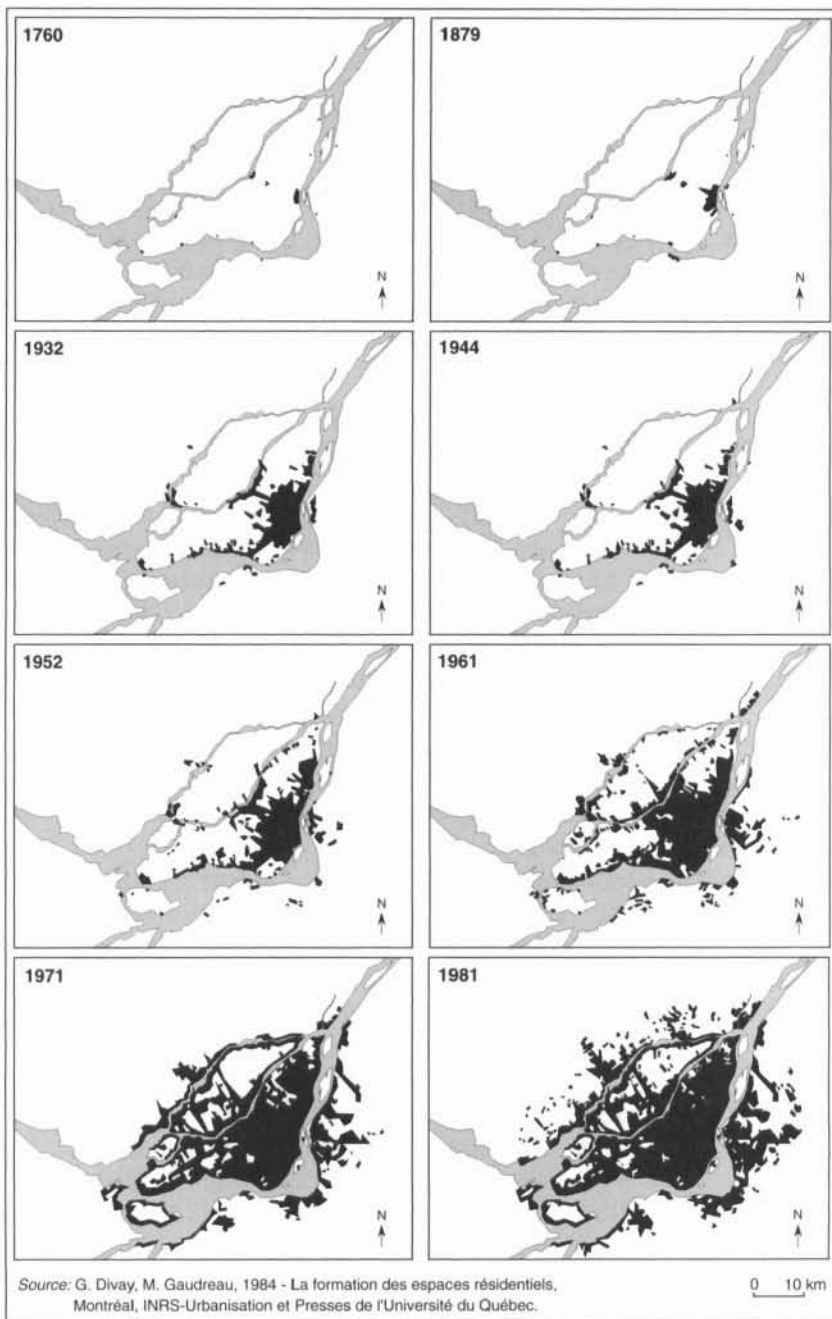 1760
1879
N
N
1932
1944
N
N
1952
1961
N
N
1971
1981
N
N
Source: G. Divay, M. Gaudreau, 1984 - La formation des espaces résidentiels,
Montréal, INRS-Urbanisation et Presses de l'Université du Québec.
0 10 km